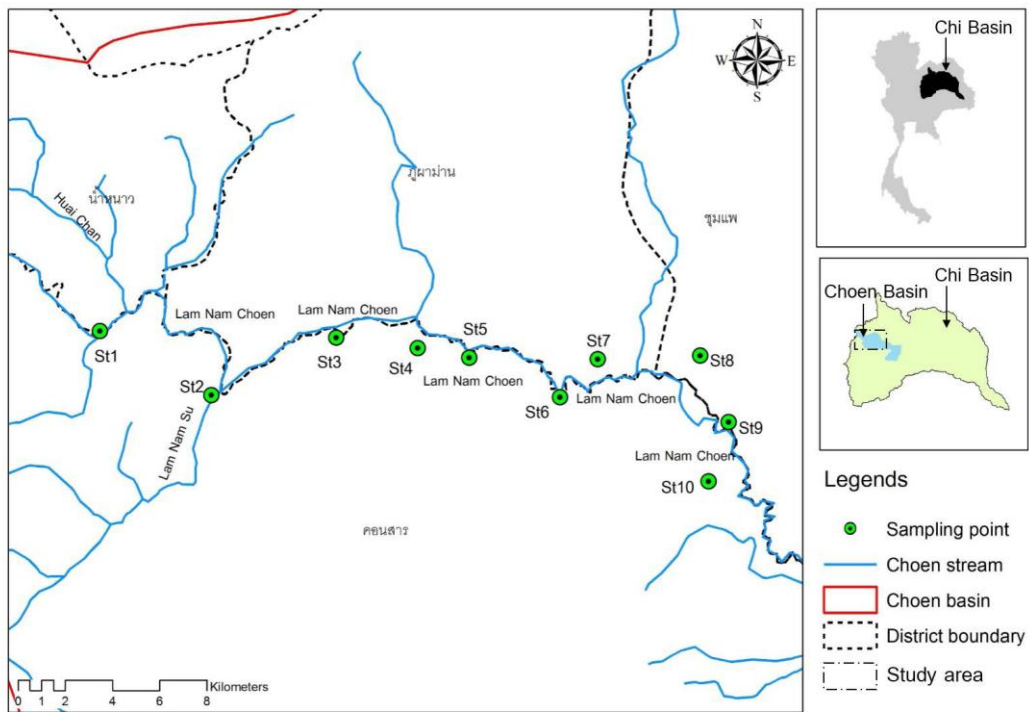 N
W E
S
Chi Basin
น้ำหนาว
Huai Chan
ภูผาม่าน
ชุมแพ
Lam Nam Choen
Lam Nam Choen
St1
St2
St3
St4
St5
Lam Nam Choen
St6
St7
Lam Nam Choen
St8
St9
Lam Nam Choen
St10
Lam Nam Su
คอนสาร
Kilometers
0 1 2 4 6 8
Choen Basin
Chi Basin
Legends
Sampling point
Choen stream
Choen basin
District boundary
Study area